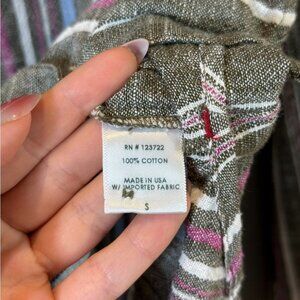 RN # 123722
100% COTTON
MADE IN USA
W/ IMPORTED FABRIC
S